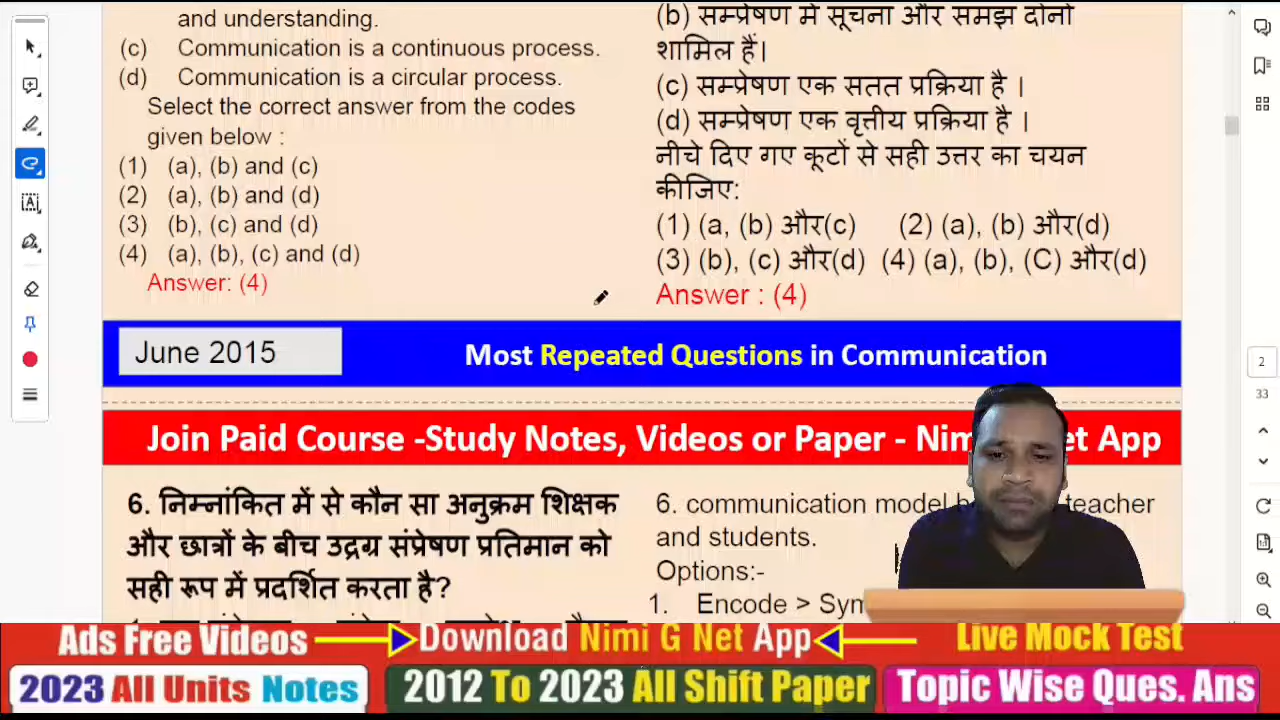 and understanding.
(c) Communication is a continuous process.
(d) Communication is a circular process.
Select the correct answer from the codes
given below :
(1) (a), (b) and (c)
(2) (a), (b) and (d)
(3) (b), (c) and (d)
(4) (a), (b), (c) and (d)
Answer: (4)
(b) सम्प्रेषण में सूचना और समझ दोनों
शामिल हैं।
(c) सम्प्रेषण एक सतत प्रक्रिया है ।
(d) सम्प्रेषण एक वृत्तीय प्रक्रिया है ।
नीचे दिए गए कूटों से सही उत्तर का चयन
कीजिए:
(1) (a, (b) और(c) (2) (a), (b) और(d)
(3) (b), (c) और(d) (4) (a), (b), (C) और(d)
Answer : (4)
June 2015
Most Repeated Questions in Communication
Join Paid Course -Study Notes, Videos or Paper - App
6. निम्नांकित में से कौन सा अनुक्रम शिक्षक
और छात्रों के बीच उद्रग्र संप्रेषण प्रतिमान को
सही रूप में प्रदर्शित करता है?
6. communication model teacher
and students.
Options:-
1. Encode >
2
33
Ads Free Videos Download Nimi G Net App Live Mock Test
2023 All Units Notes 2012 To 2023 All Shift Paper Topic Wise Ques. Ans